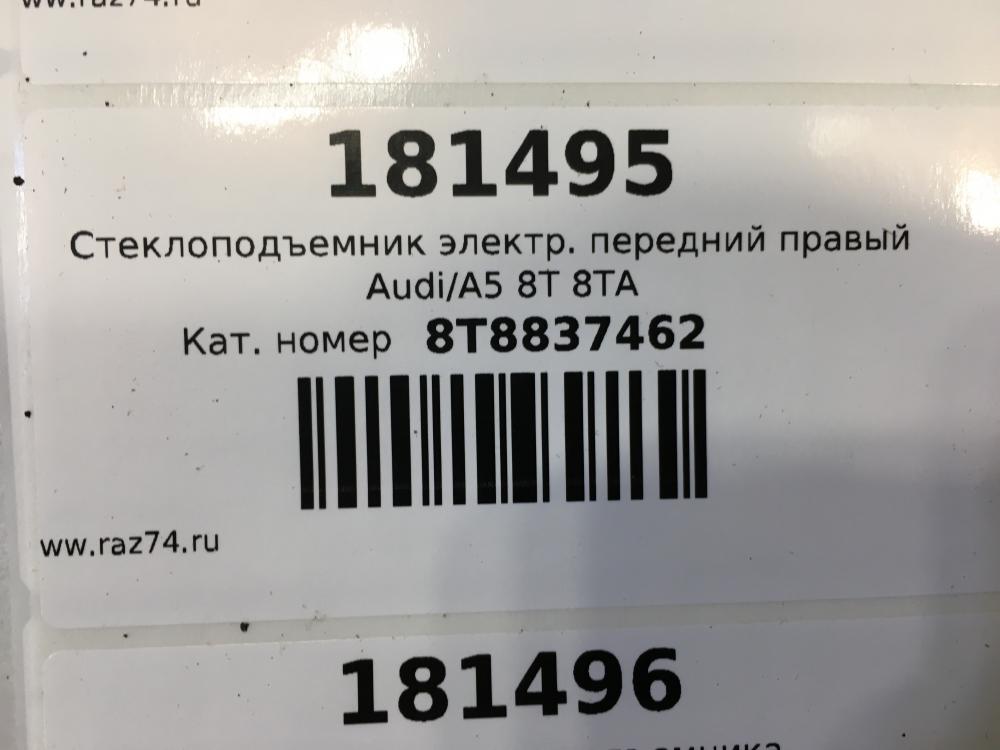 181495
Стеклоподъемник электр. передний правый
Audi/A5 8T 8TA
Кат. номер 8T8837462
ww.raz74.ru
181496